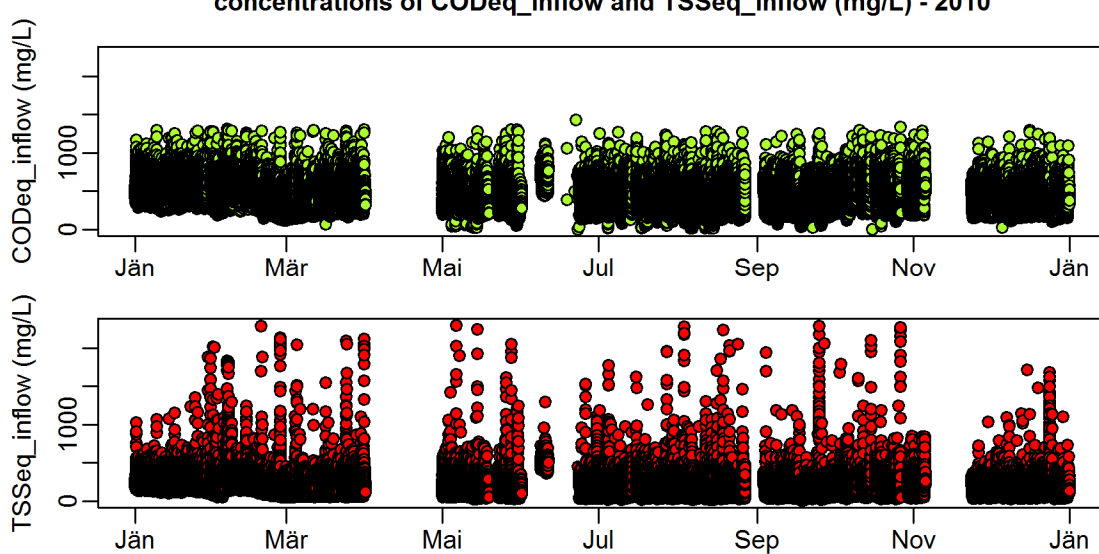 concentrations of CODeq_inflow and TSSeq_inflow (mg/L) - 2010
CODeq_inflow (mg/L)
1000
0
Jän Mär Mai Jul Sep Nov Jän
TSSeq_inflow (mg/L)
1000
0
Jän Mär Mai Jul Sep Nov Jän